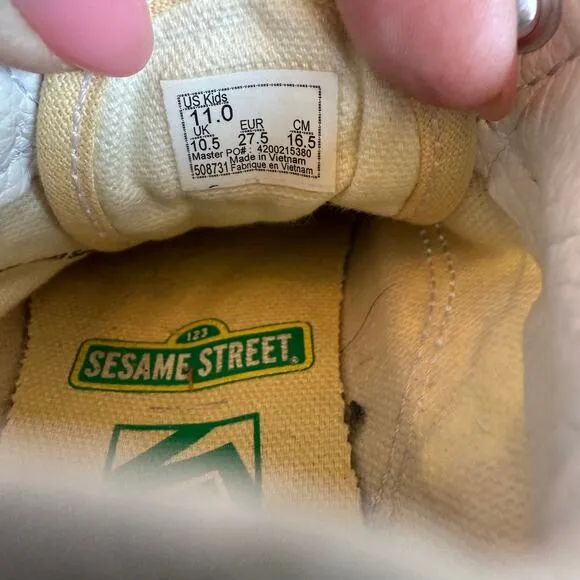 US Kids
11.0
UK EUR CM
10.5 27.5 16.5
Master PO# : 4200215380
Made in Vietnam
508731 Fabrique en Vietnam
123
SESAME STREET